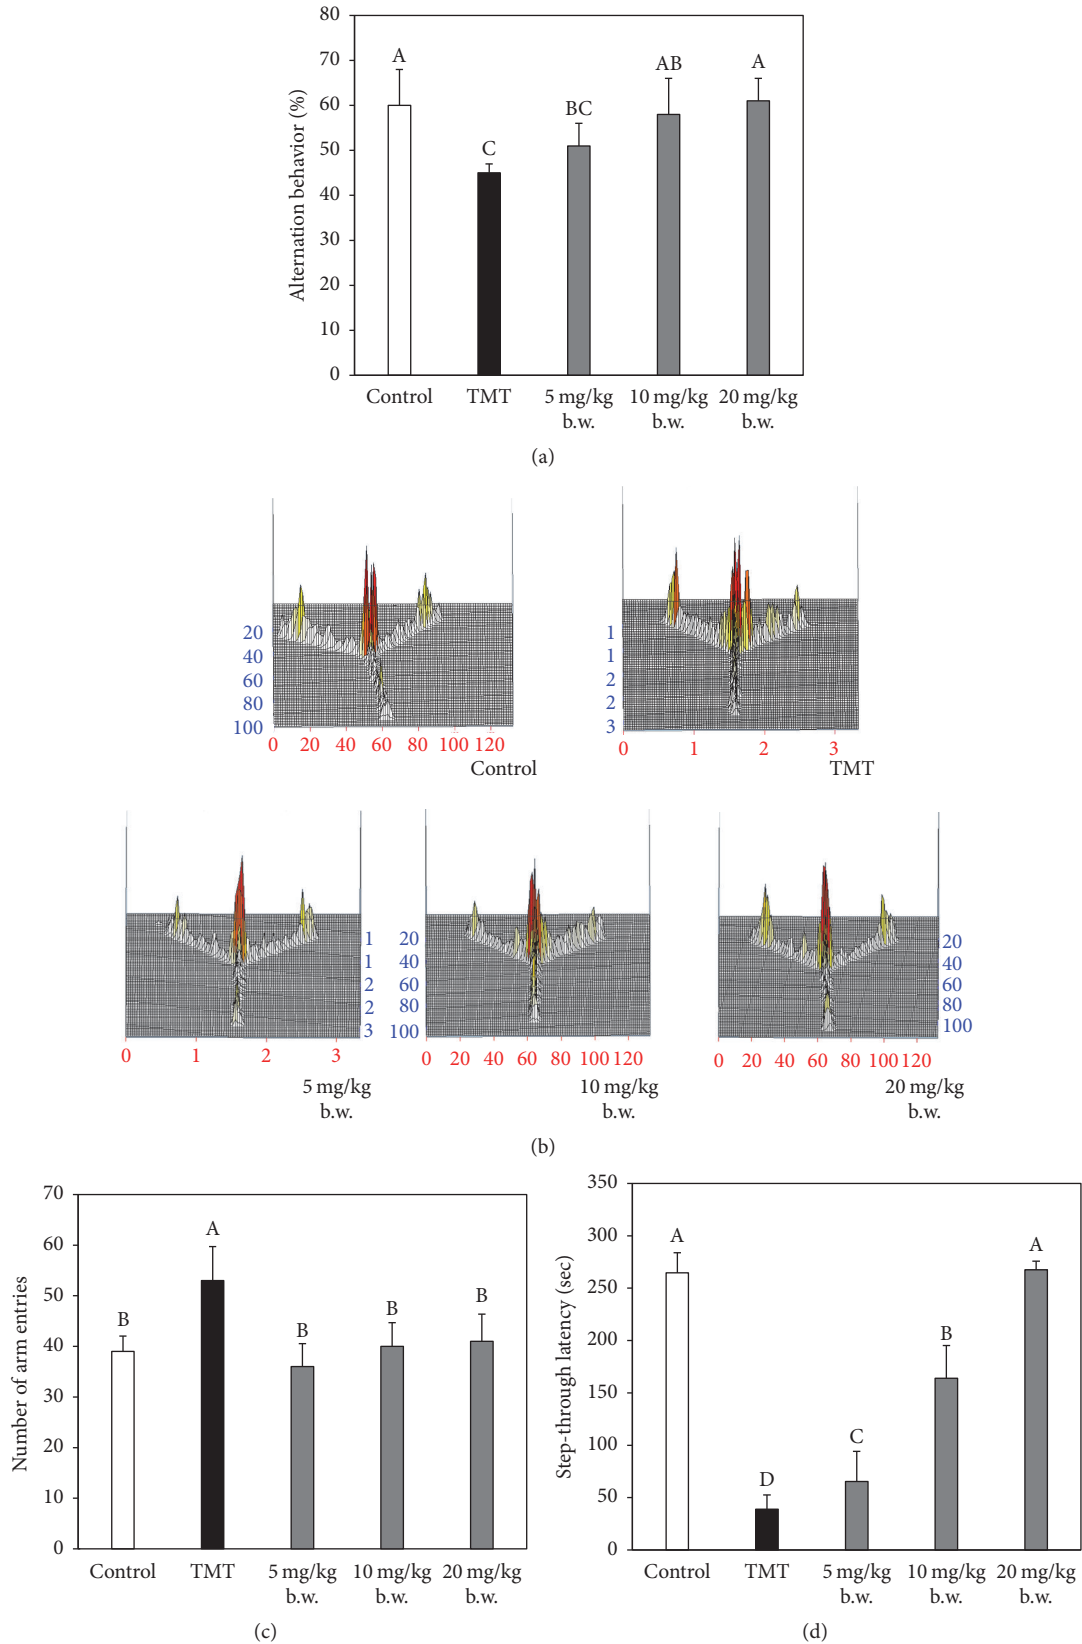 80
70
60
50
40
30
20
10
0
Alternation behavior (%)
A
C
BC
AB
A
Control
TMT
5 mg/kg
b.w.
10 mg/kg
b.w.
20 mg/kg
b.w.
(a)
20
40
60
80
100
0 20 40 60 80 100 120
Control
1
1
2
2
3
0 1 2 3
TMT
1
1
2
2
3
0 1 2 3
5 mg/kg
b.w.
20
40
60
80
100
0 20 40 60 80 100 120
10 mg/kg
b.w.
20
40
60
80
100
0 20 40 60 80 100 120
20 mg/kg
b.w.
(b)
70
60
50
40
30
20
10
0
Number of arm entries
B
A
B
B
B
Control
TMT
5 mg/kg
b.w.
10 mg/kg
b.w.
20 mg/kg
b.w.
(c)
350
300
250
200
150
100
50
0
Step-through latency (sec)
A
D
C
B
A
Control
TMT
5 mg/kg
b.w.
10 mg/kg
b.w.
20 mg/kg
b.w.
(d)